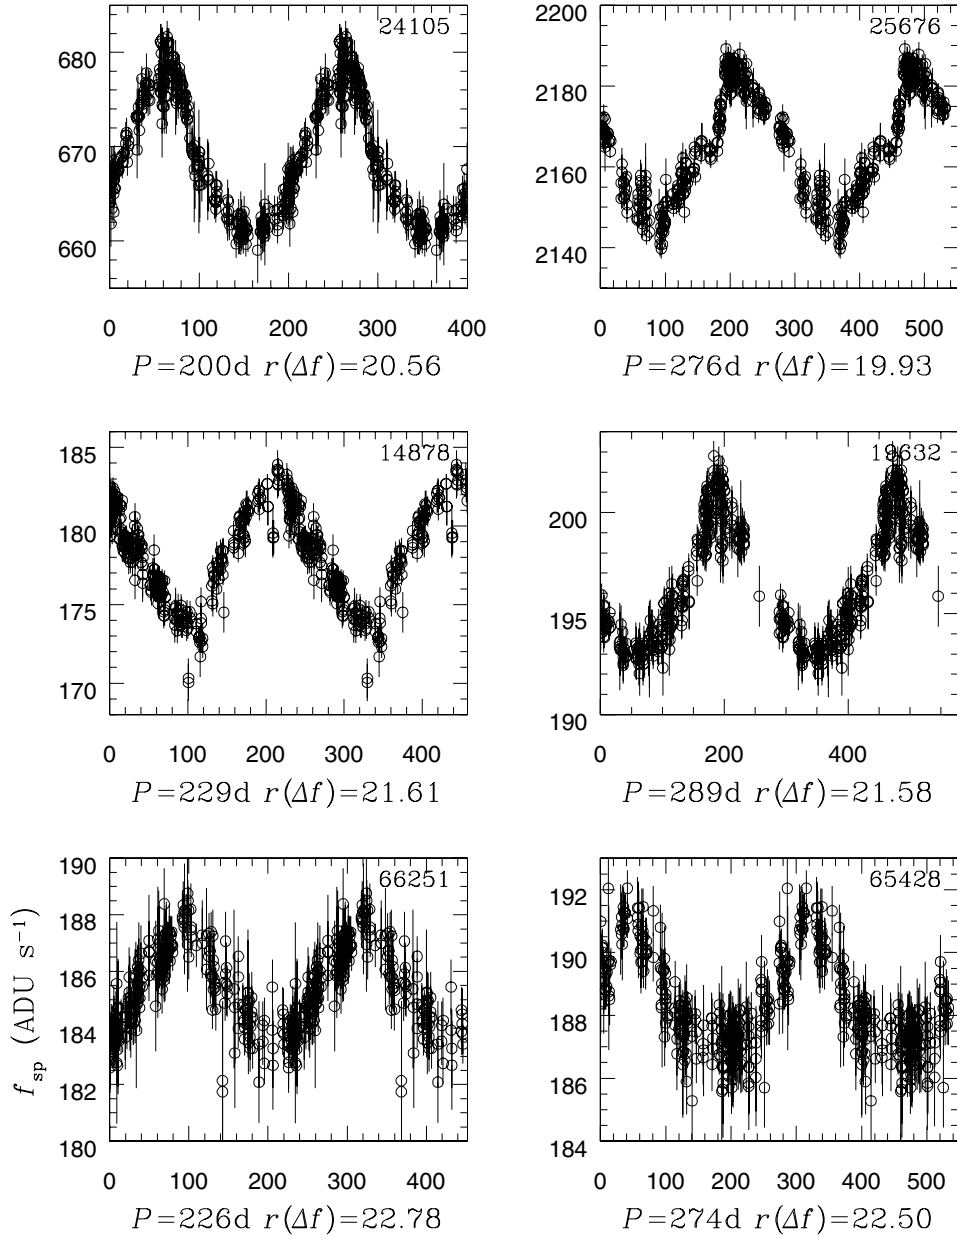 24105
680
670
660
0 100 200 300 400
P=200d r(Δf)=20.56
25676
2200
2180
2160
2140
0 100 200 300 400 500
P=276d r(Δf)=19.93
14878
185
180
175
170
0 100 200 300 400
P=229d r(Δf)=21.61
19632
200
195
190
0 200 400
P=289d r(Δf)=21.58
66251
190
188
186
184
182
180
f_sp (ADU s⁻¹)
0 100 200 300 400
P=226d r(Δf)=22.78
65428
192
190
188
186
184
0 100 200 300 400 500
P=274d r(Δf)=22.50